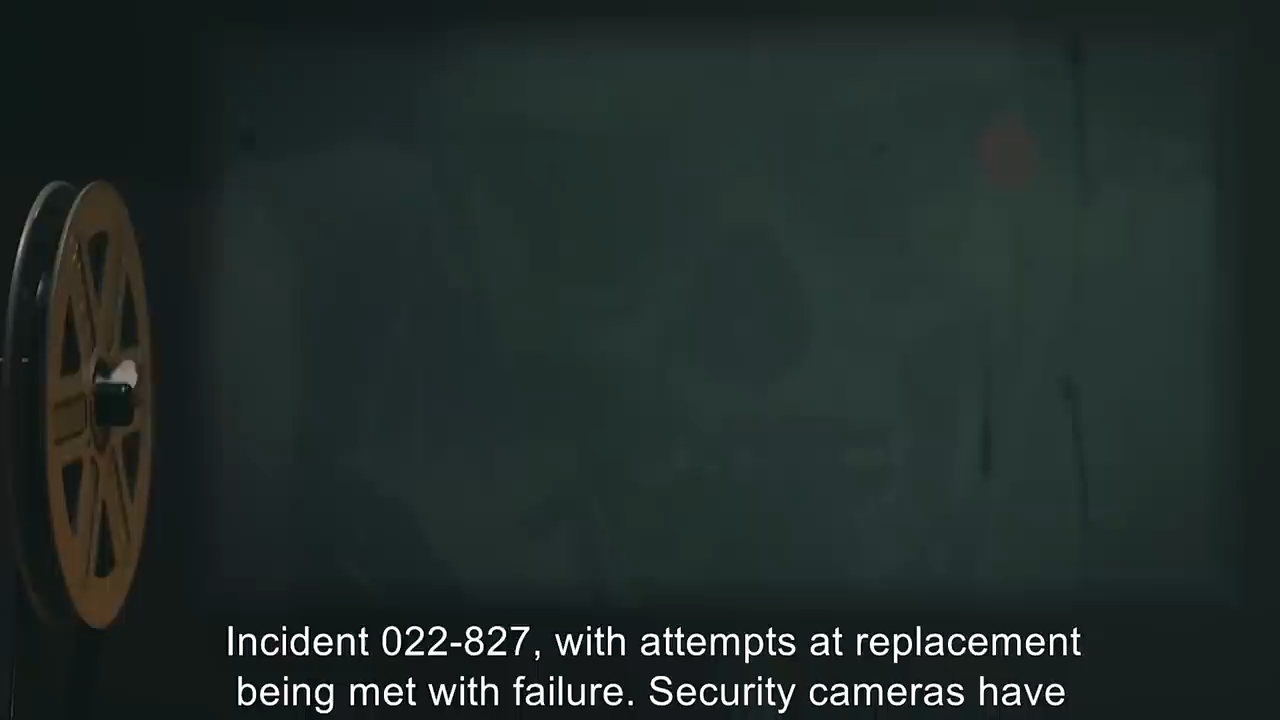 Incident 022-827, with attempts at replacement
being met with failure. Security cameras have